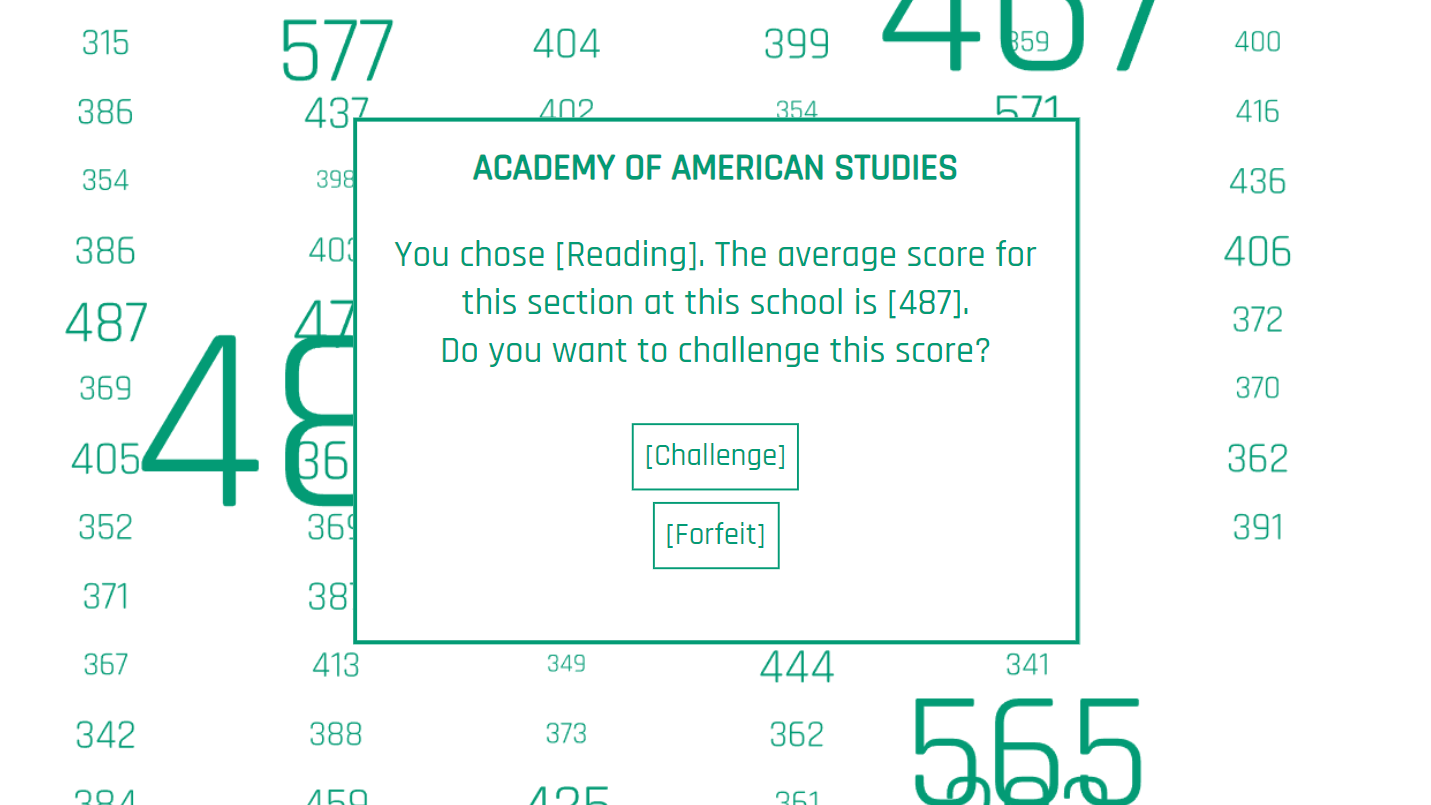 315 577 404 399 467 359 400
386 437 402 354 571 416
ACADEMY OF AMERICAN STUDIES
354 398 436
You chose [Reading]. The average score for
386 403 406
this section at this school is [487].
487 372
Do you want to challenge this score?
369 370
405 362
[Challenge]
352 369 391
[Forfeit]
371 387
367 413 349 444 341
342 388 373 362 565
384 459 425 361